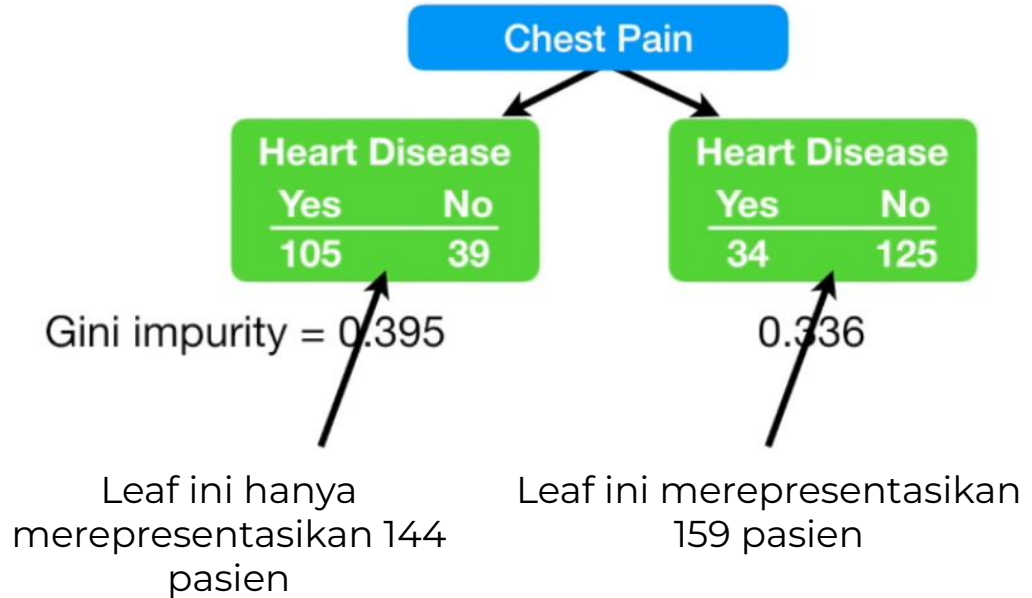 Chest Pain
Heart Disease
Yes No
105 39
Heart Disease
Yes No
34 125
Gini impurity = 0.395
0.336
Leaf ini hanya
merepresentasikan 144
pasien
Leaf ini merepresentasikan
159 pasien